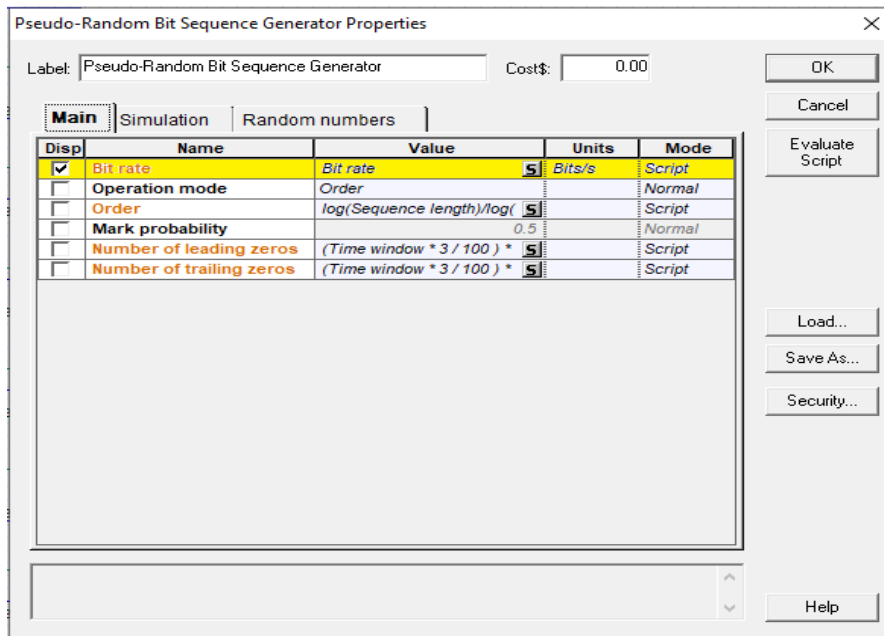 Pseudo-Random Bit Sequence Generator Properties
Label: Pseudo-Random Bit Sequence Generator Cost$: 0.00 OK
Cancel
Evaluate Script
Main Simulation Random numbers
Disp Name Value Units Mode
Bit rate Bit rate S Bits/s Script
Operation mode Order Normal
Order log(Sequence length)/log( S Script
Mark probability 0.5 Normal
Number of leading zeros (Time window * 3 / 100 ) * S Script
Number of trailing zeros (Time window * 3 / 100 ) * S Script
Load...
Save As...
Security...
Help